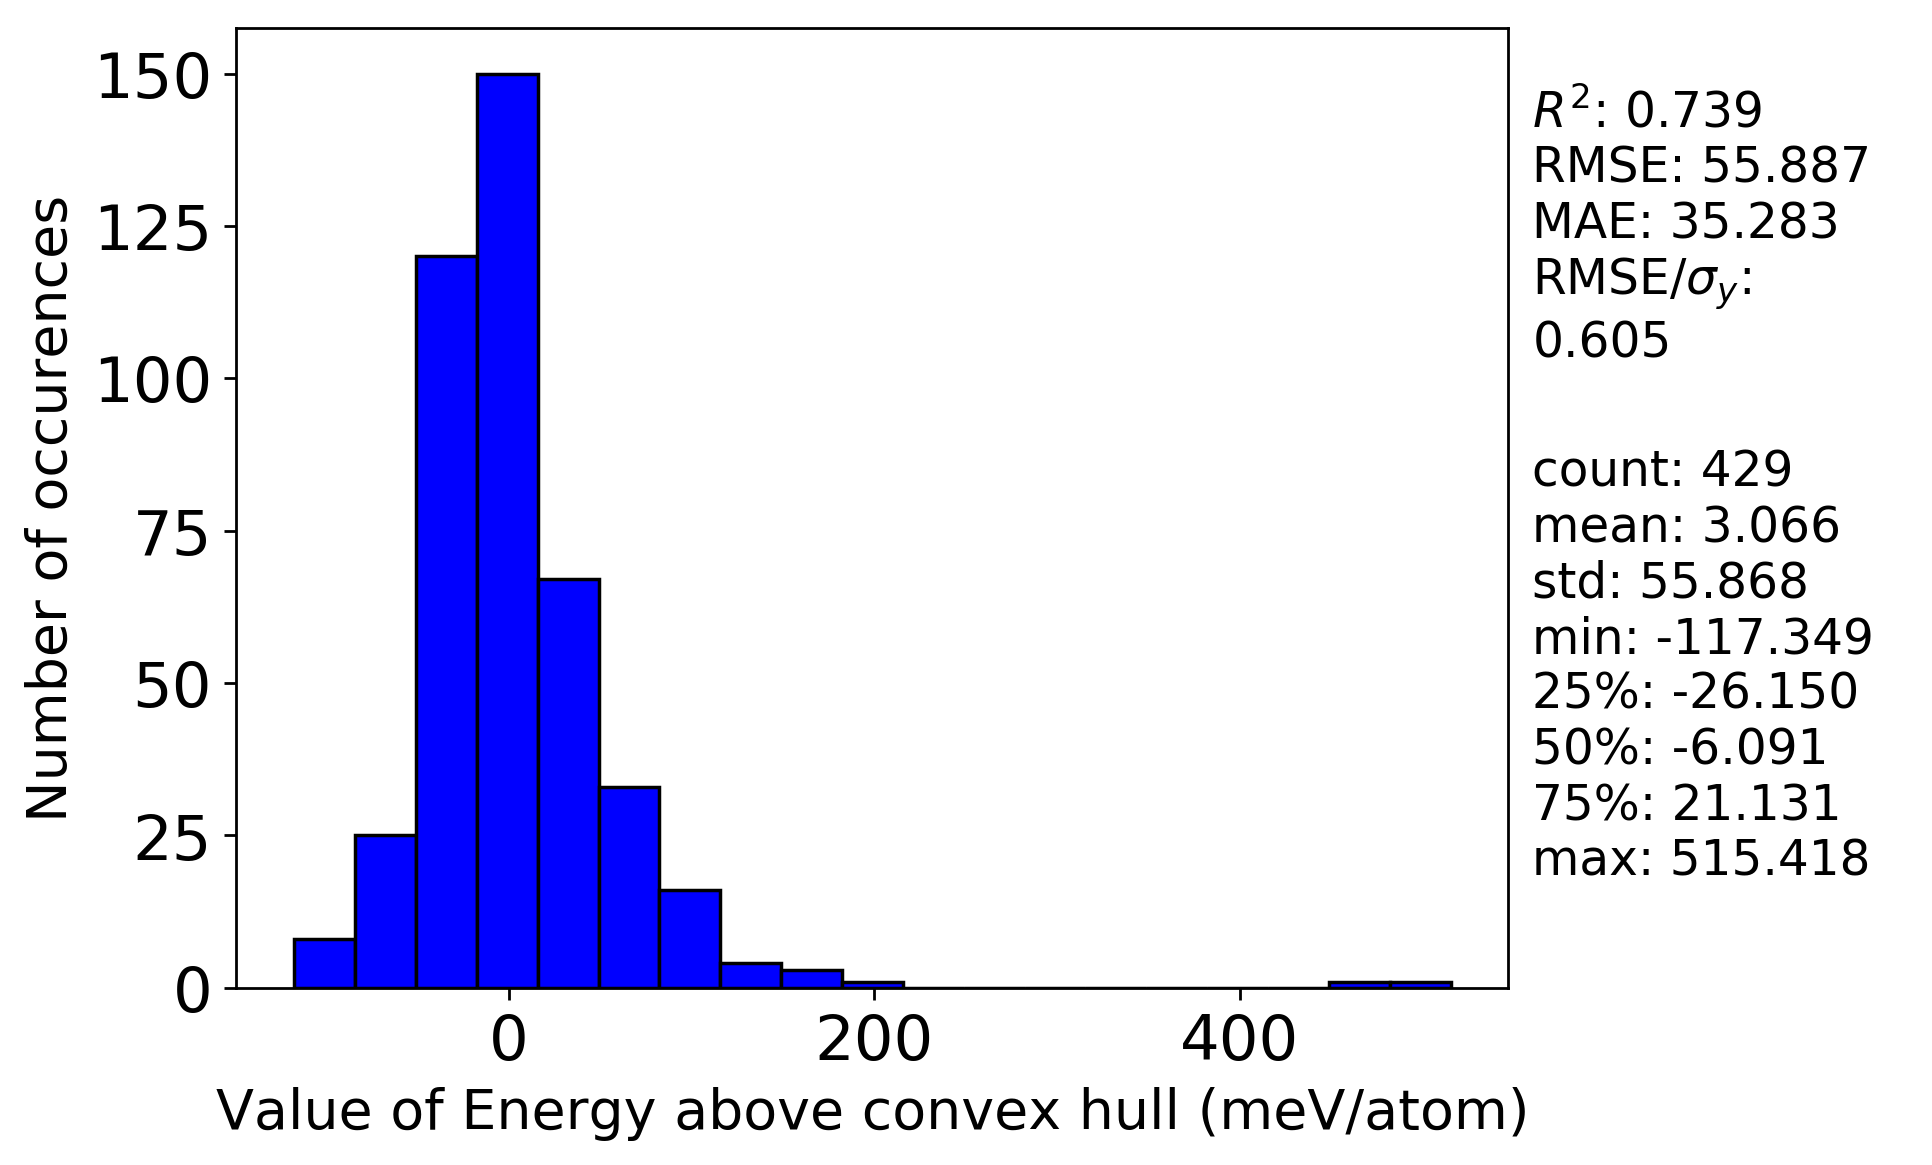 150
125
100
75
50
25
0
Number of occurences
0 200 400
Value of Energy above convex hull (meV/atom)
R²: 0.739
RMSE: 55.887
MAE: 35.283
RMSE/σ_y:
0.605
count: 429
mean: 3.066
std: 55.868
min: -117.349
25%: -26.150
50%: -6.091
75%: 21.131
max: 515.418